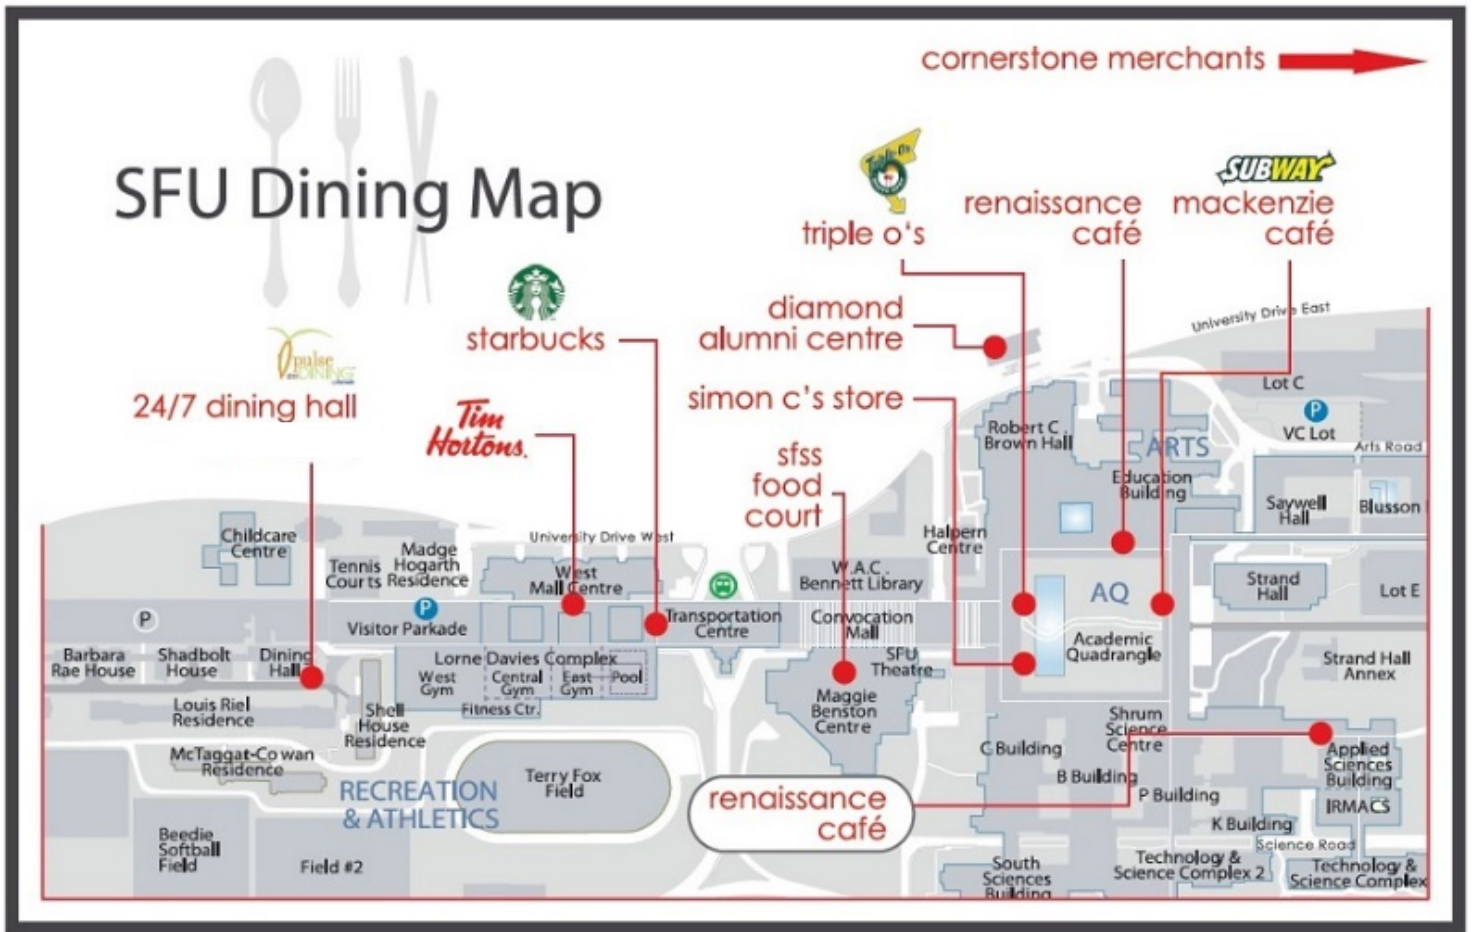 cornerstone merchants
SFU Dining Map
Triple-O's
triple o's
renaissance
café
SUBWAY
mackenzie
café
starbucks
diamond
alumni centre
simon c's store
pulse
DINING
24/7 dining hall
Tim
Hortons.
sfss
food
court
University Drive East
Lot C
P
VC Lot
Arts Road
Robert C
Brown Hall
ARTS
Education
Building
Saywell
Hall
Blusson
Halpern
Centre
Childcare
Centre
University Drive West
Tennis
Courts
Madge
Hogarth
Residence
West
Mall Centre
W.A.C.
Bennett Library
AQ
Strand
Hall
Lot E
P
P
Visitor Parkade
Transportation
Centre
Convocation
Mall
Academic
Quadrangle
Barbara
Rae House
Shadbolt
House
Dining
Hall
Lorne Davies Complex
West
Gym
Central
Gym
East
Gym
Pool
SFU
Theatre
Strand Hall
Annex
Louis Riel
Residence
Shell
House
Residence
Fitness Ctr.
Maggie
Benston
Centre
Shrum
Science
Centre
McTaggat-Cowan
Residence
C Building
B Building
P Building
Applied
Sciences
Building
RECREATION
& ATHLETICS
Terry Fox
Field
renaissance
café
K Building
IRMACS
Science Road
Beedie
Softball
Field
Field #2
South
Sciences
Building
Technology &
Science Complex 2
Technology &
Science Complex